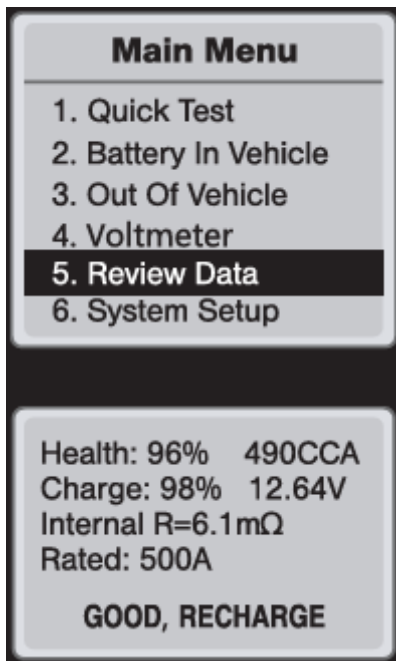 Main Menu
1. Quick Test
2. Battery In Vehicle
3. Out Of Vehicle
4. Voltmeter
5. Review Data
6. System Setup
Health: 96% 490CCA
Charge: 98% 12.64V
Internal R=6.1mΩ
Rated: 500A
GOOD, RECHARGE